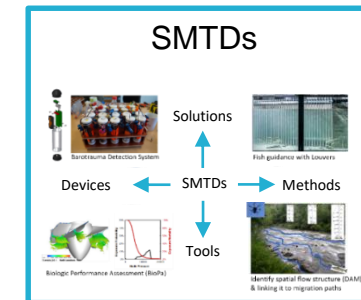 SMTDs
Solutions
Barotrauma Detection System
Fish guidance with Louvers
Devices
SMTDs
Methods
Tools
Biologic Performance Assessment (BioPa)
Identify spatial flow structure (DAM)
& linking it to migration paths